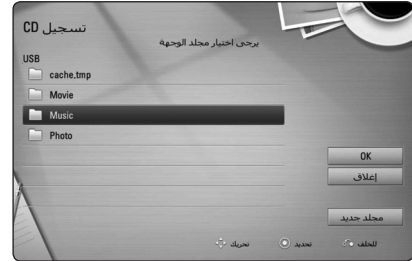 تسجيل CD
يرجى اختيار مجلد الوجهة
USB
cache.tmp
Movie
Music
Photo
OK
إغلاق
مجلد جديد
تحريك تحديد للخلف